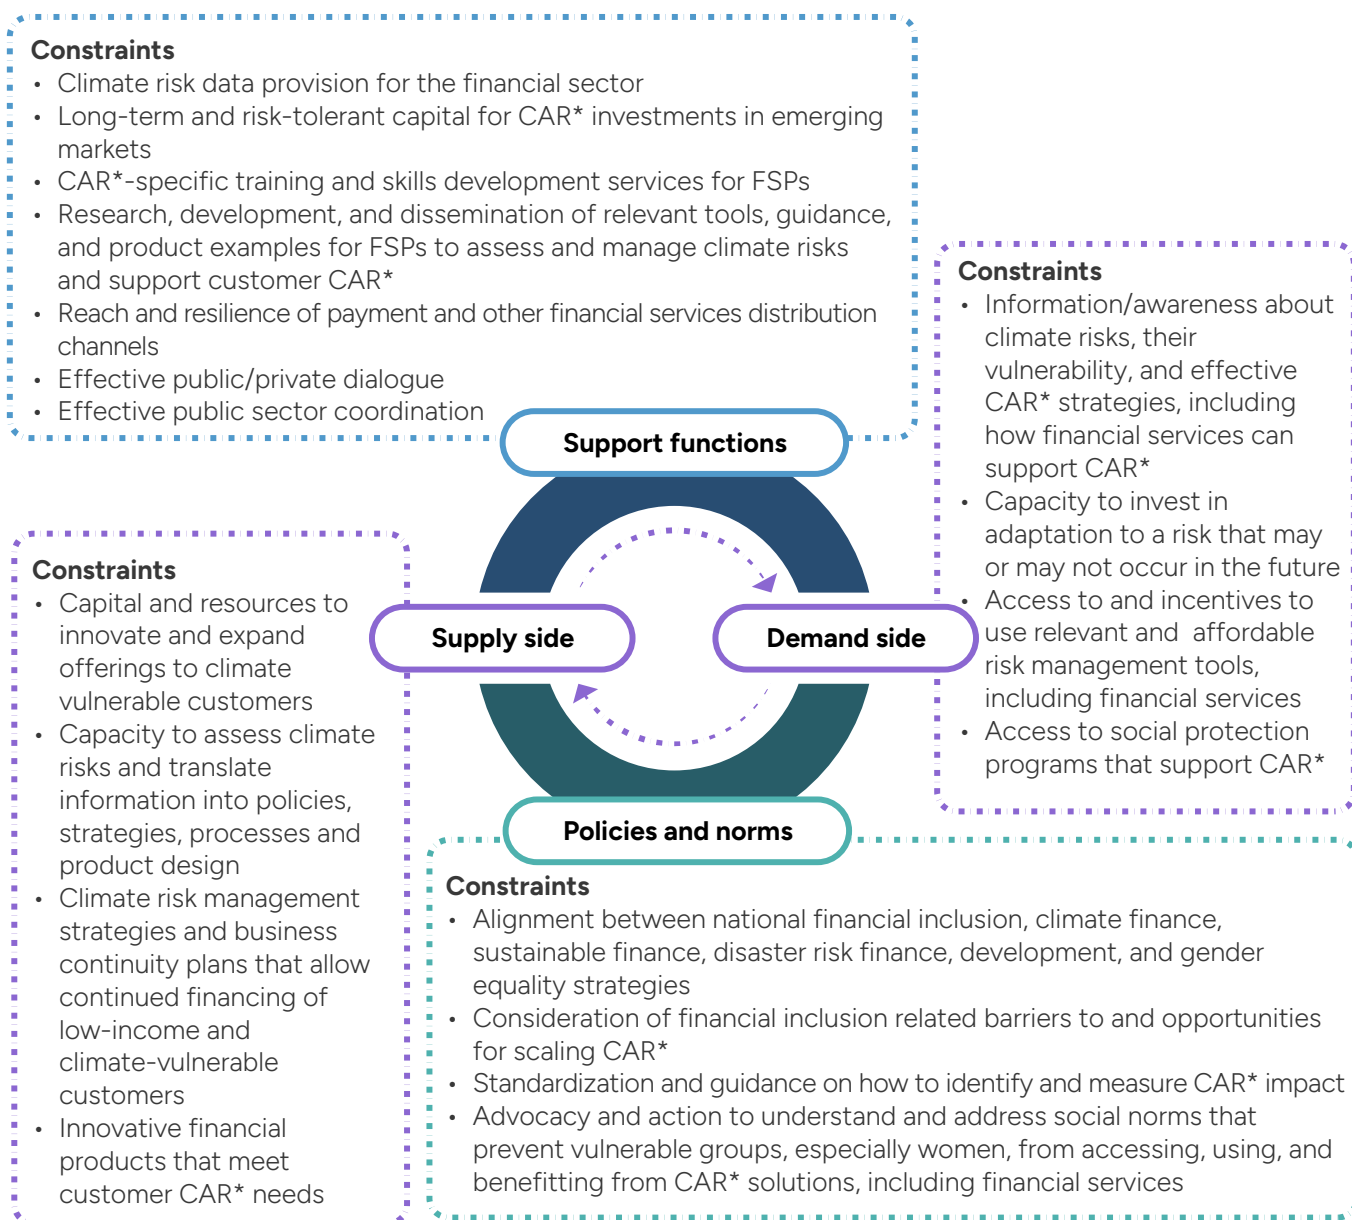 Constraints
• Climate risk data provision for the financial sector
• Long-term and risk-tolerant capital for CAR* investments in emerging
markets
• CAR*-specific training and skills development services for FSPs
• Research, development, and dissemination of relevant tools, guidance,
and product examples for FSPs to assess and manage climate risks
and support customer CAR*
• Reach and resilience of payment and other financial services distribution
channels
• Effective public/private dialogue
• Effective public sector coordination
Support functions
Constraints
• Information/awareness about
climate risks, their
vulnerability, and effective
CAR* strategies, including
how financial services can
support CAR*
• Capacity to invest in
adaptation to a risk that may
or may not occur in the future
• Access to and incentives to
use relevant and affordable
risk management tools,
including financial services
• Access to social protection
programs that support CAR*
Demand side
Supply side
Constraints
• Capital and resources to
innovate and expand
offerings to climate
vulnerable customers
• Capacity to assess climate
risks and translate
information into policies,
strategies, processes and
product design
• Climate risk management
strategies and business
continuity plans that allow
continued financing of
low-income and
climate-vulnerable
customers
• Innovative financial
products that meet
customer CAR* needs
Policies and norms
Constraints
• Alignment between national financial inclusion, climate finance,
sustainable finance, disaster risk finance, development, and gender
equality strategies
• Consideration of financial inclusion related barriers to and opportunities
for scaling CAR*
• Standardization and guidance on how to identify and measure CAR* impact
• Advocacy and action to understand and address social norms that
prevent vulnerable groups, especially women, from accessing, using, and
benefitting from CAR* solutions, including financial services